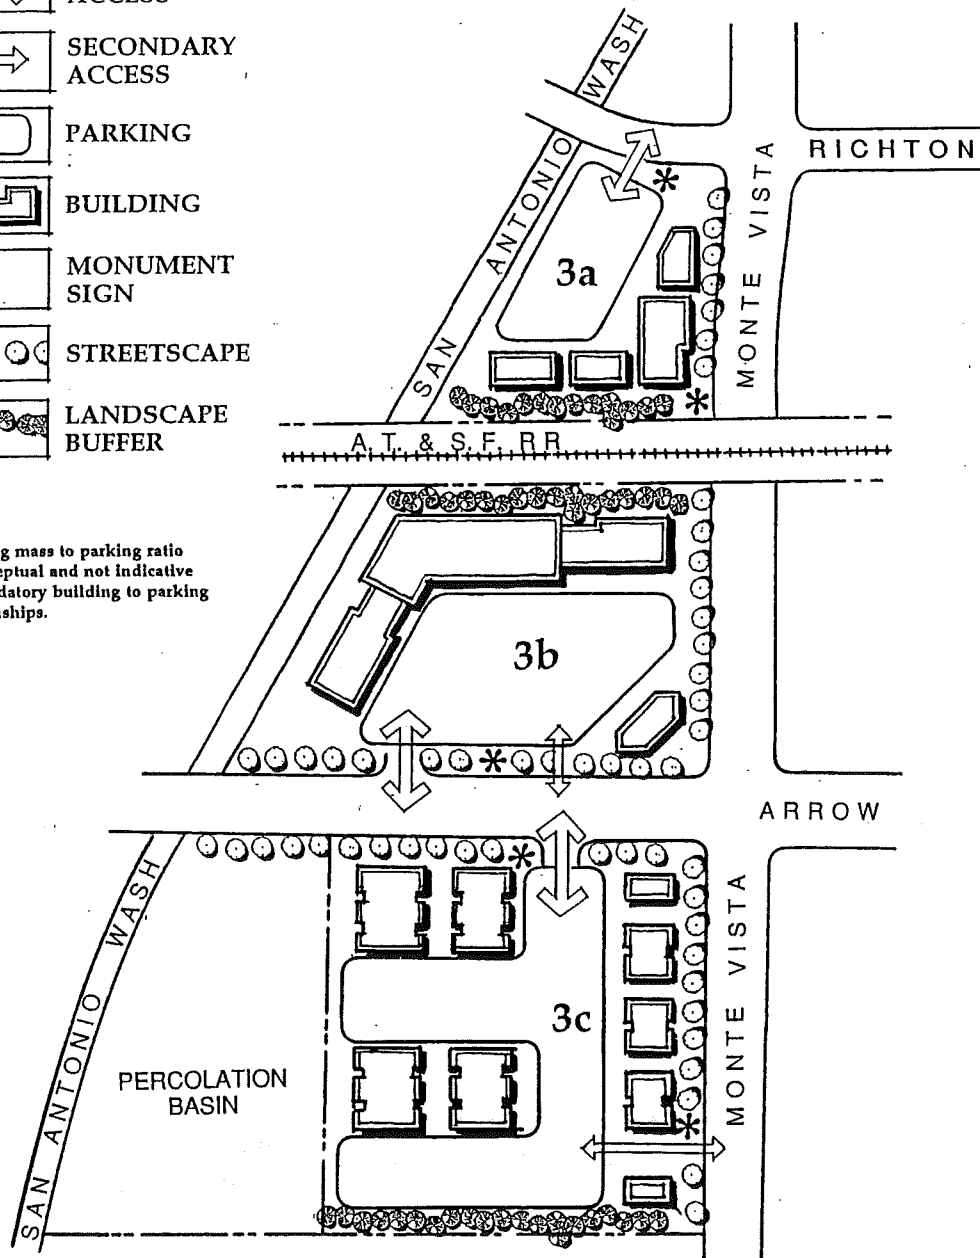 ACCESS
SECONDARY
ACCESS
PARKING
BUILDING
MONUMENT
SIGN
STREETSCAPE
LANDSCAPE
BUFFER
g mass to parking ratio
eptual and not indicative
datory building to parking
ships.
WASH
SAN ANTONIO
RICHTON
MONTE VISTA
3a
A.T. & S.F. RR
3b
ARROW
SAN ANTONIO WASH
MONTE VISTA
3c
PERCOLATION
BASIN